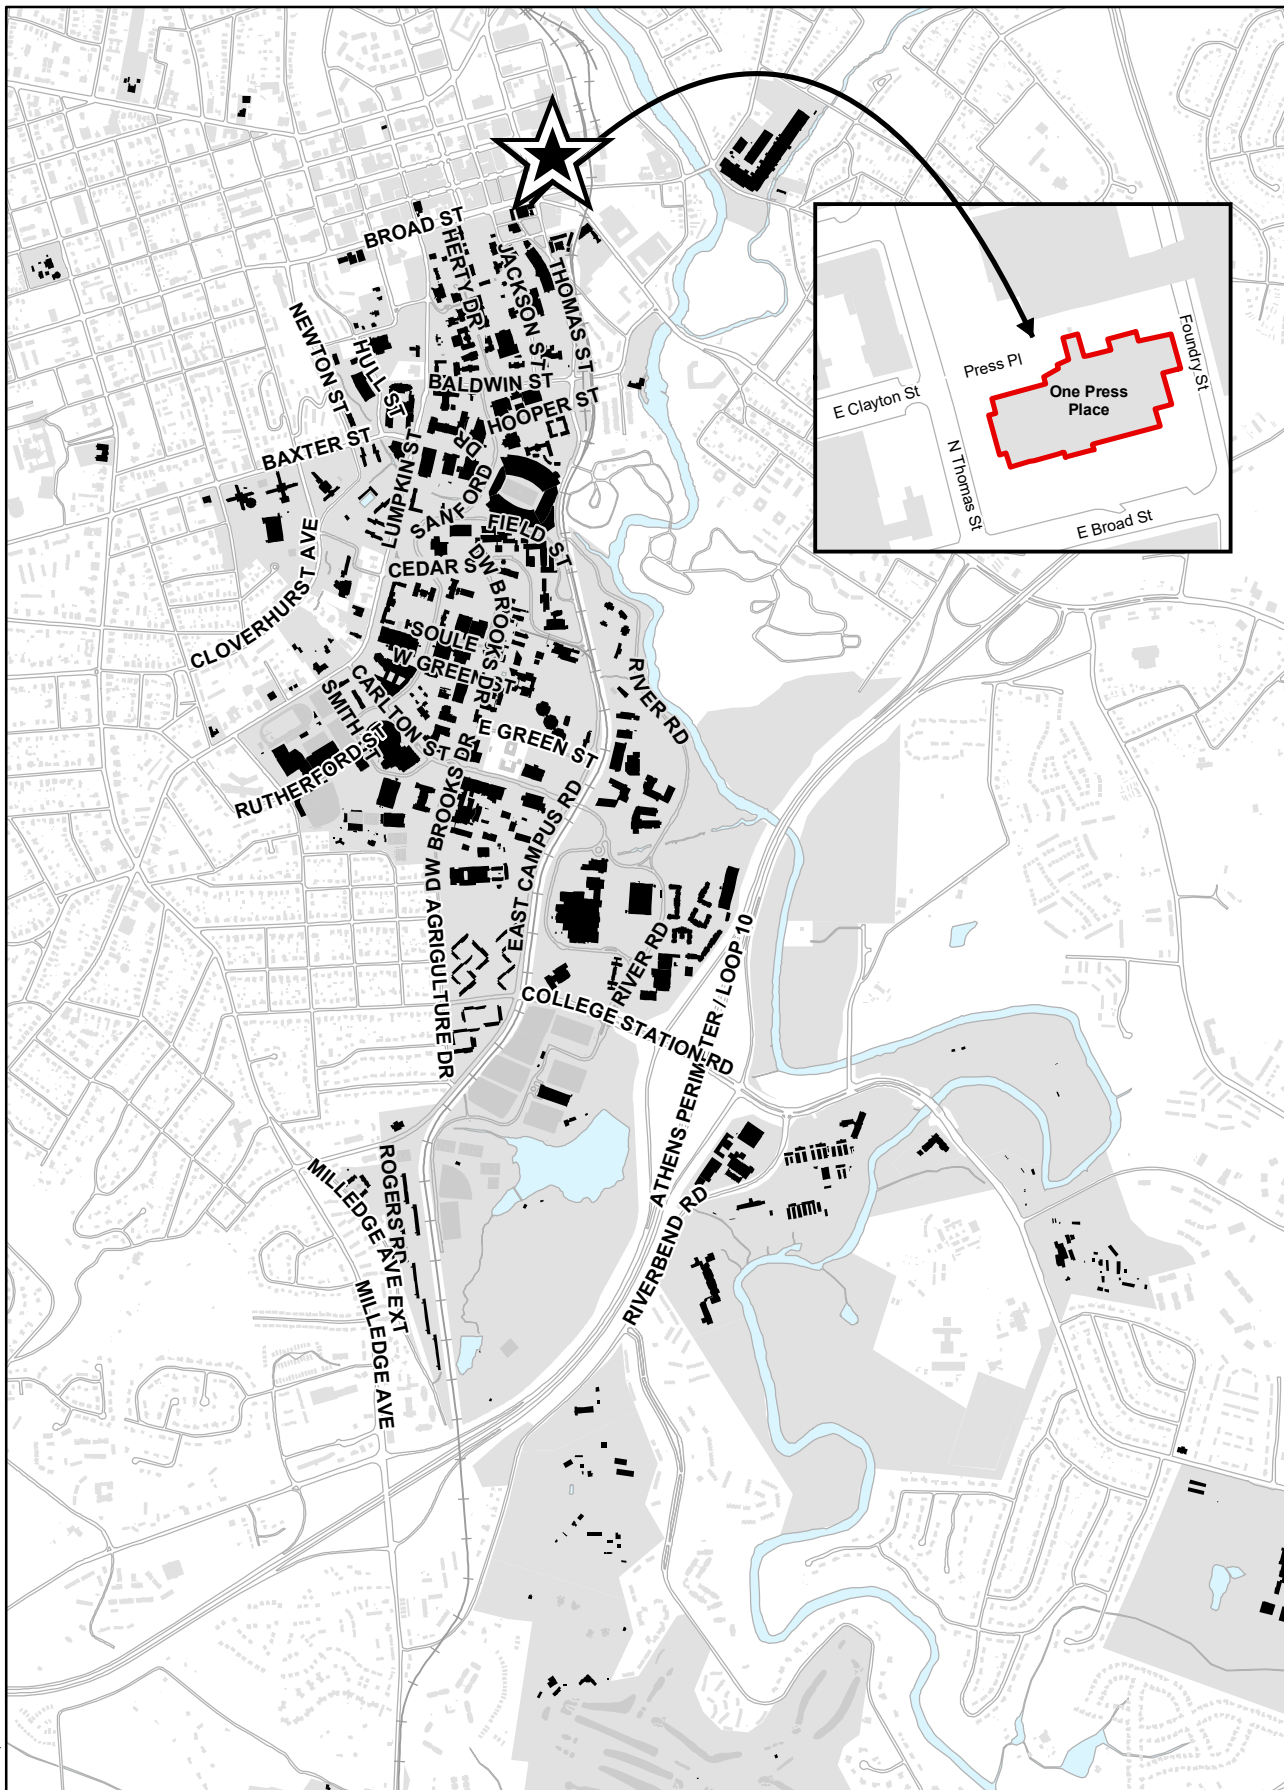 BROAD ST
HERTY DR
JACKSON ST
THOMAS ST
NEWTON ST
HULL ST
BALDWIN ST
HOOPER ST
BAXTER ST
LUMPKIN ST
SANFORD DR
FIELD ST
CEDAR S
DW BROOKS DR
CLOVERHURST AVE
SOULE
W GREEN ST
CARLTON ST
SMITH
RUTHERFORD ST
E GREEN ST
RIVER RD
DW BROOKS DR
EAST CAMPUS RD
AGRIGULTURE DR
RIVER RD
COLLEGE STATION RD
ATHENS PERIMETER / LOOP 10
RIVERBEND RD
ROGERS RD
MILLEDGE AVE EXT
MILLEDGE AVE
Foundry St
Press Pl
One Press
Place
E Clayton St
N Thomas St
E Broad St